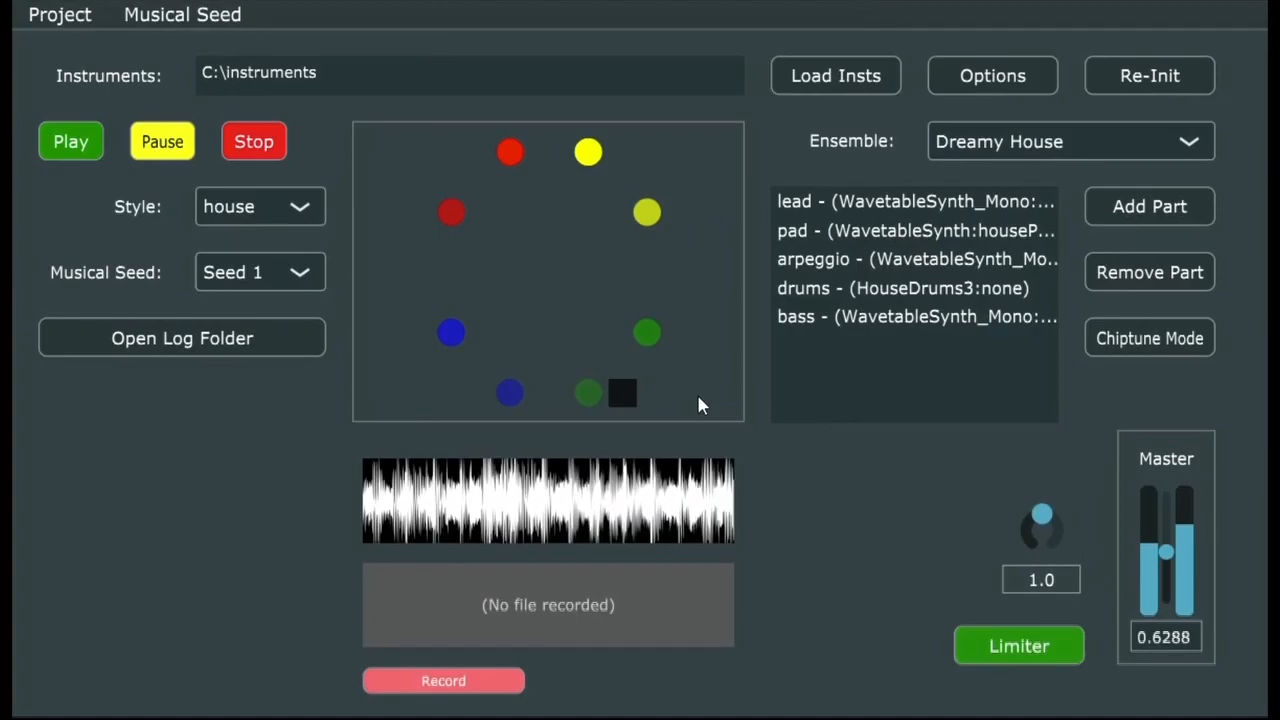 Project Musical Seed
Instruments: C:\instruments Load Insts Options Re-Init
Play Pause Stop Ensemble: Dreamy House
Style: house
Musical Seed: Seed 1
Open Log Folder
lead - (WavetableSynth_Mono:...
pad - (WavetableSynth:houseP...
arpeggio - (WavetableSynth_Mo..
drums - (HouseDrums3:none)
bass - (WavetableSynth_Mono:...
Add Part
Remove Part
Chiptune Mode
(No file recorded)
Record
1.0
Limiter
Master
0.6288